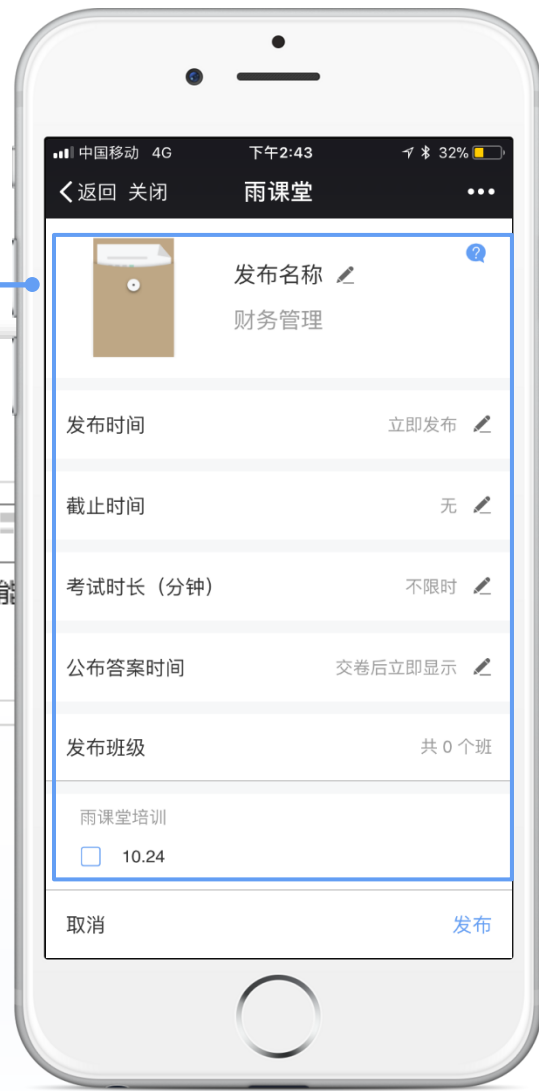 中国移动 4G 下午2:43 32%
返回 关闭 雨课堂
?
发布名称
财务管理
发布时间 立即发布
截止时间 无
能
考试时长（分钟） 不限时
公布答案时间 交卷后立即显示
发布班级 共 0 个班
雨课堂培训
10.24
取消 发布